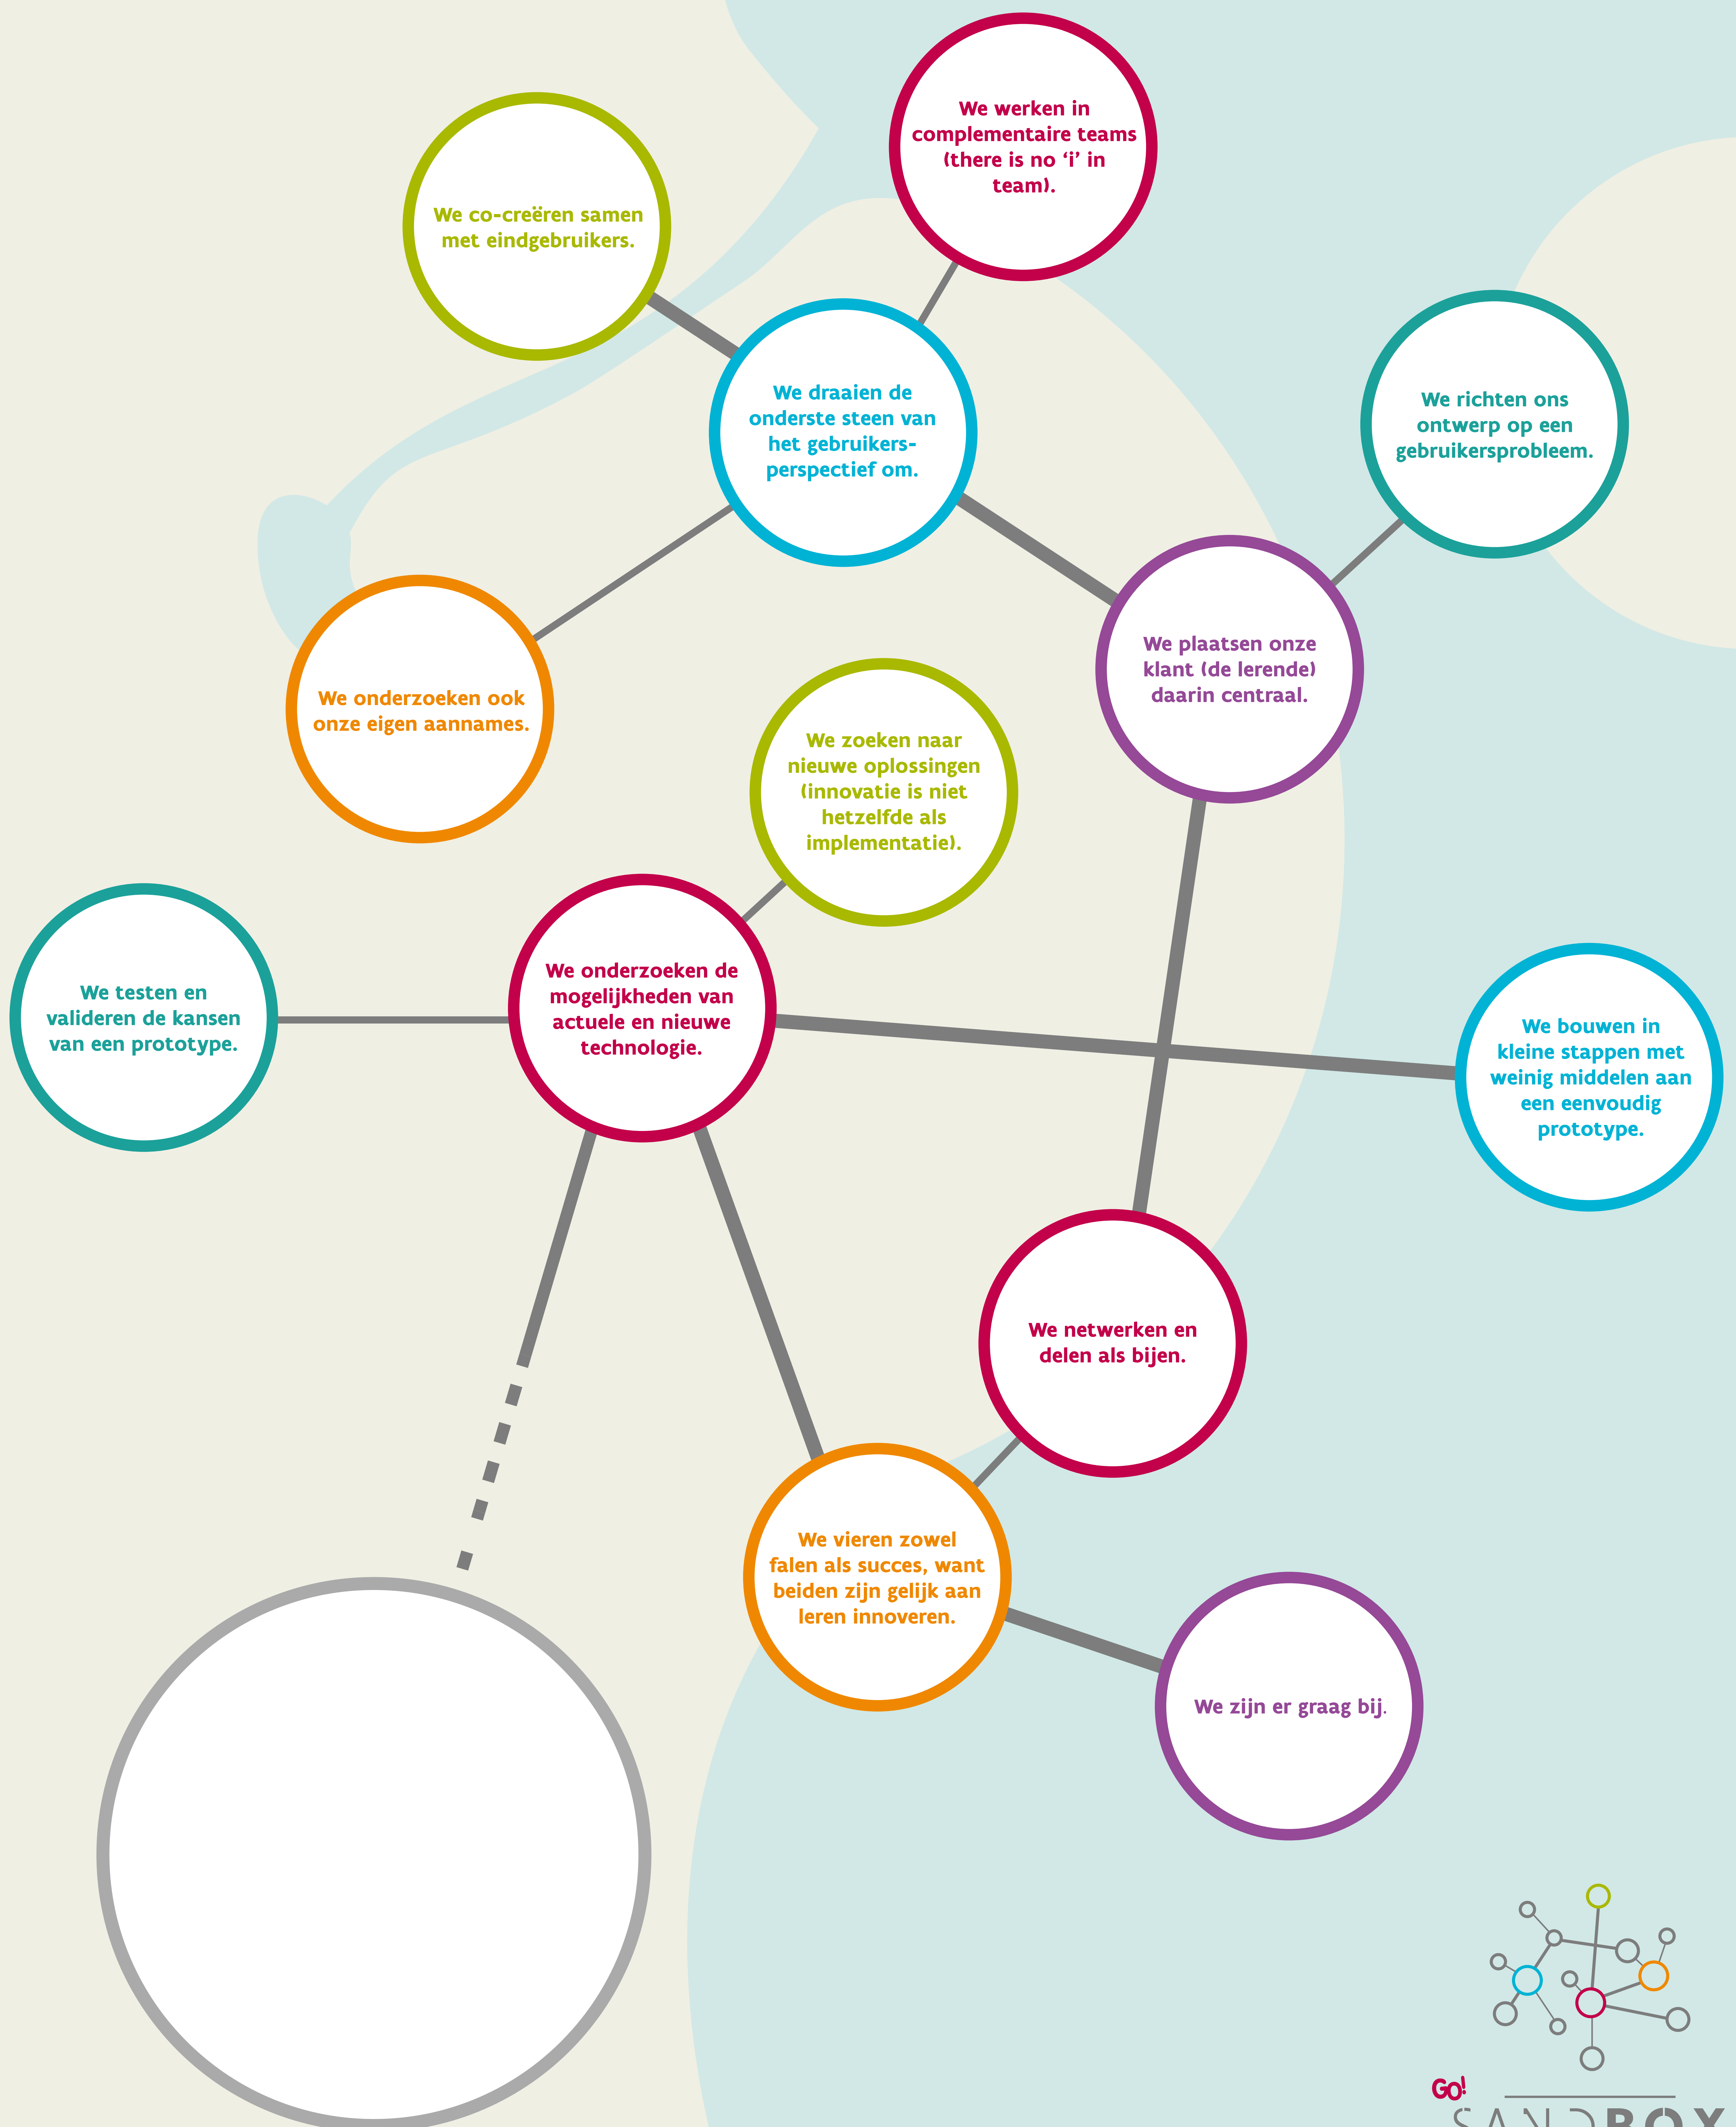 We werken in
complementaire teams
(there is no ‘i’ in
team).
We co-creëren samen
met eindgebruikers.
We draaien de
onderste steen van
het gebruikers-
perspectief om.
We richten ons
ontwerp op een
gebruikersprobleem.
We plaatsen onze
klant (de lerende)
daarin centraal.
We onderzoeken ook
onze eigen aannames.
We zoeken naar
nieuwe oplossingen
(innovatie is niet
hetzelfde als
implementatie).
We onderzoeken de
mogelijkheden van
actuele en nieuwe
technologie.
We testen en
valideren de kansen
van een prototype.
We bouwen in
kleine stappen met
weinig middelen aan
een eenvoudig
prototype.
We netwerken en
delen als bijen.
We vieren zowel
falen als succes, want
beiden zijn gelijk aan
leren innoveren.
We zijn er graag bij.
GO!
SANDBOX